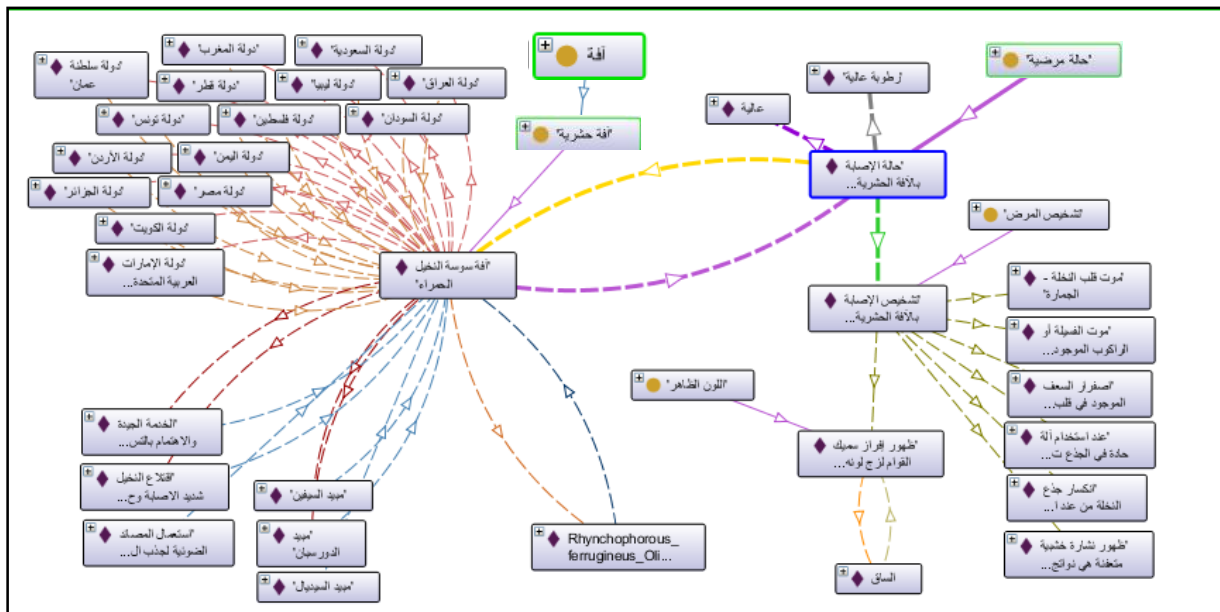 "دولة المغرب"
"دولة السعودية"
"دولة سلطنة
عمان"
"دولة قطر"
"دولة ليبيا"
"دولة العراق"
"دولة تونس"
"دولة فلسطين"
"دولة السودان"
"دولة الأردن"
"دولة اليمن"
"دولة الجزائر"
"دولة مصر"
"دولة الكويت"
"دولة الإمارات
العربية المتحدة...
آفة
"آفة حشرية"
"آفة سوسة النخيل
الحمراء"
"حالة مرضية"
"رطوبة عالية"
عالية
"حالة الإصابة
بالآفة الحشرية...
"تشخيص المرض"
"تشخيص الإصابة
بالآفة الحشرية...
"موت قلب النخلة -
الجمارة"
"موت الفسيلة أو
الراكوب الموجود...
"اصفرار السعف
الموجود في قلب...
"عند استخدام آلة
حادة في الجذع ت...
"انكسار جذع
النخلة من عند ا...
"ظهور نشارة خشبية
متعفنة هي نواتج...
"اللون الظاهر"
"ظهور إفراز سميك
القوام لزج لونه...
الساق
"الخدمة الجيدة
والاهتمام بالتس...
"اقتلاع النخيل
شديد الاصابة وح...
"استعمال المصائد
الضوئية لجذب ال...
"مبيد السيفين"
"مبيد
الدورسبان"
"مبيد السيديال"
Rhynchophorous_
ferrugineus_Oli...